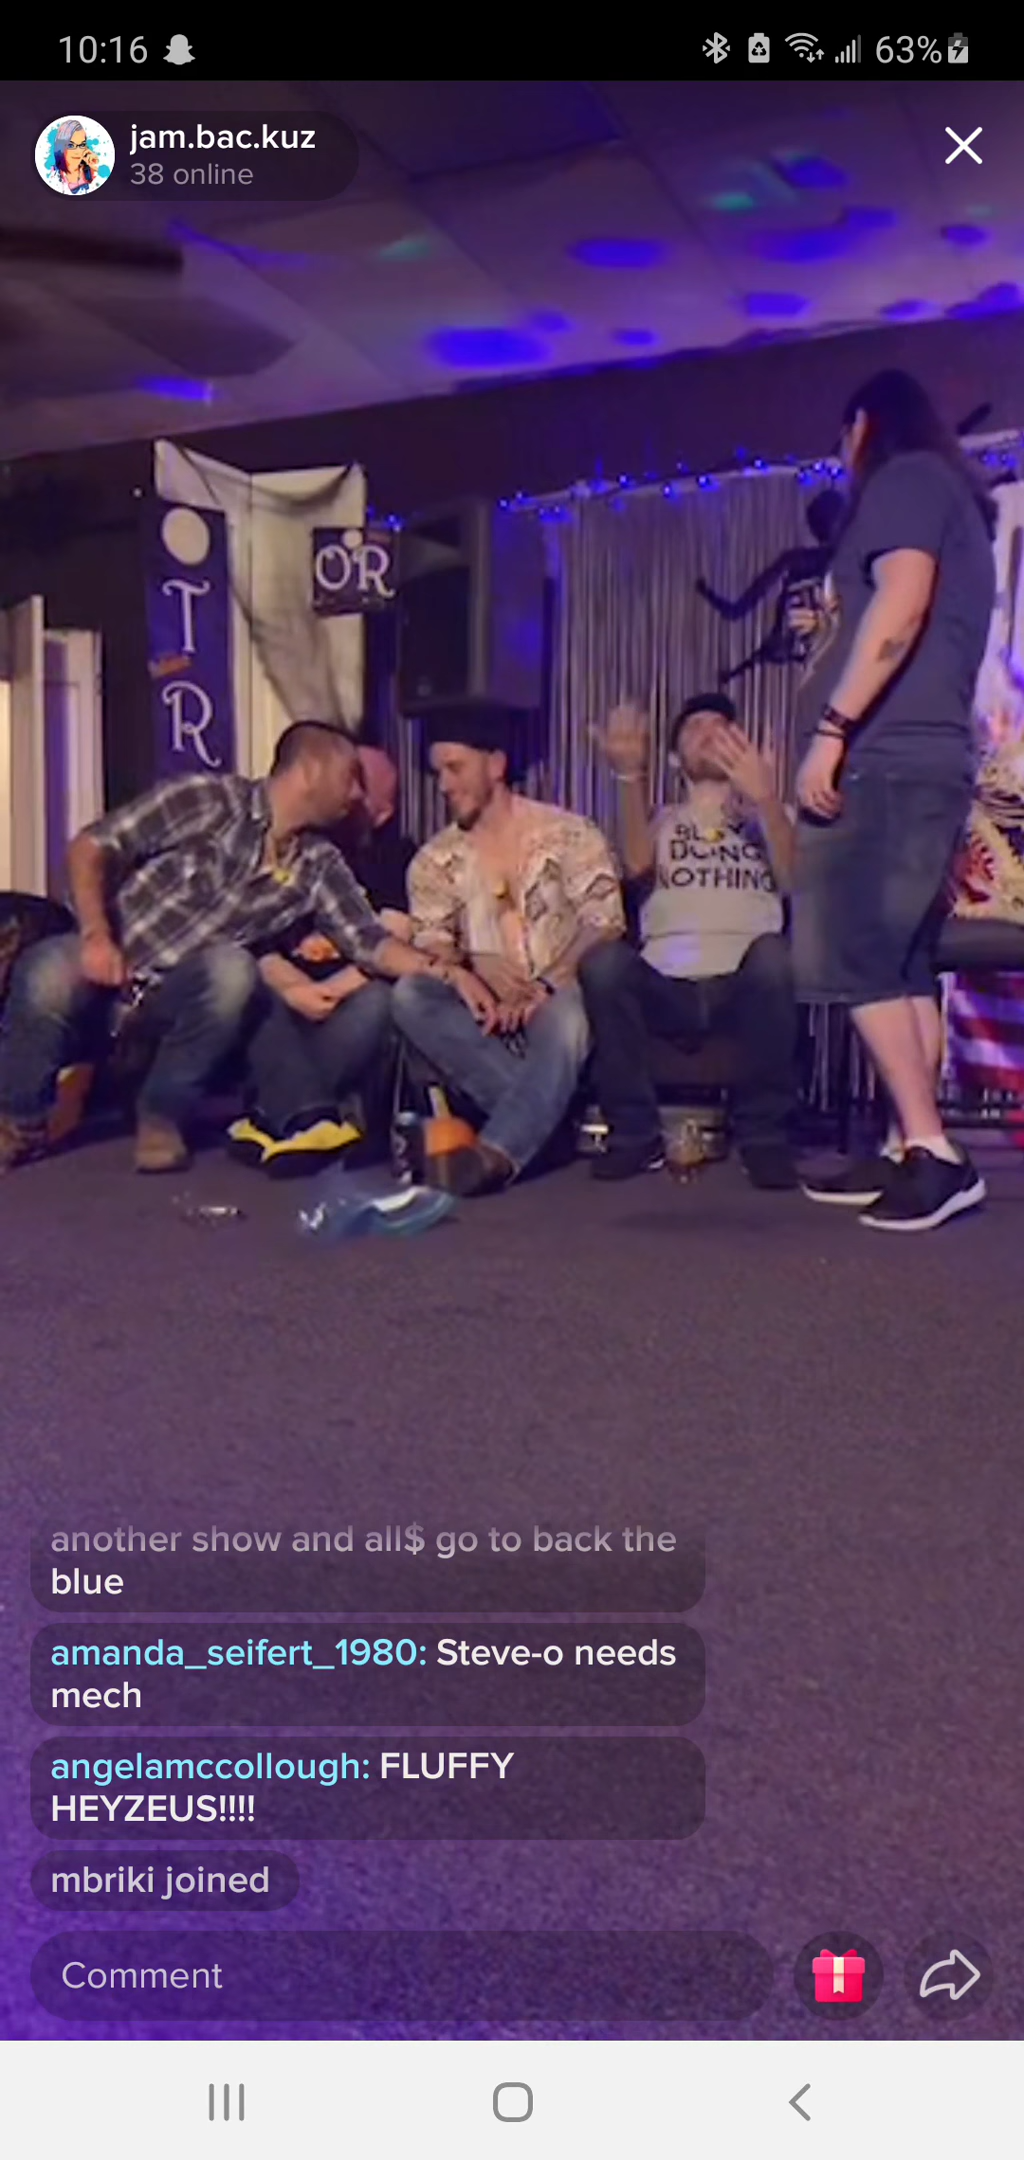 10:16
63%
jam.bac.kuz
38 online
T
R
OR
DOING
NOTHING
another show and all$ go to back the
blue
amanda_seifert_1980: Steve-o needs
mech
angelamccollough: FLUFFY
HEYZEUS!!!!
mbriki joined
Comment